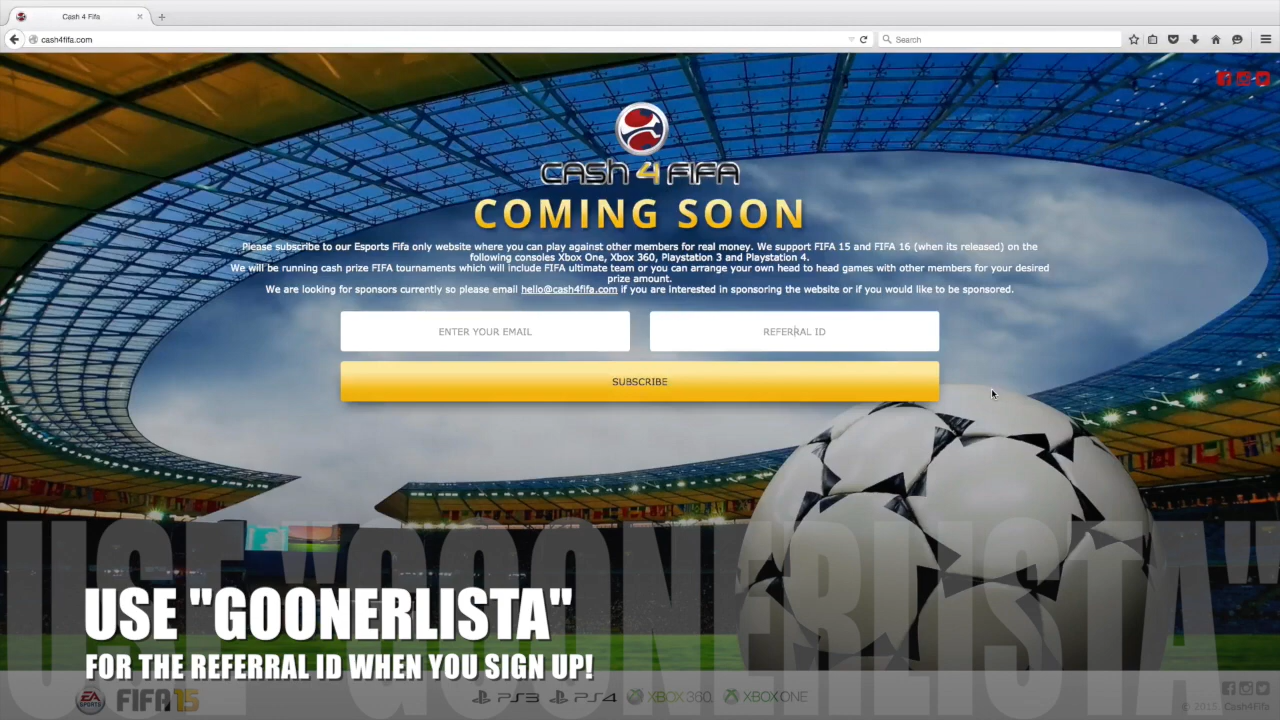 Cash 4 Fifa
cash4fifa.com
Search
CASH 4 FIFA
COMING SOON
Please subscribe to our Esports Fifa only website where you can play against other members for real money. We support FIFA 15 and FIFA 16 (when its released) on the
following consoles Xbox One, Xbox 360, Playstation 3 and Playstation 4.
We will be running cash prize FIFA tournaments which will include FIFA ultimate team or you can arrange your own head to head games with other members for your desired
prize amount.
We are looking for sponsors currently so please email hello@cash4fifa.com if you are interested in sponsoring the website or if you would like to be sponsored.
ENTER YOUR EMAIL
REFERRAL ID
SUBSCRIBE
USE "GOONERLISTA"
USE "GOONERLISTA"
FOR THE REFERRAL ID WHEN YOU SIGN UP!
EA SPORTS FIFA 15
PS3 PS4 XBOX 360 XBOX ONE
© 2015 Cash4Fifa